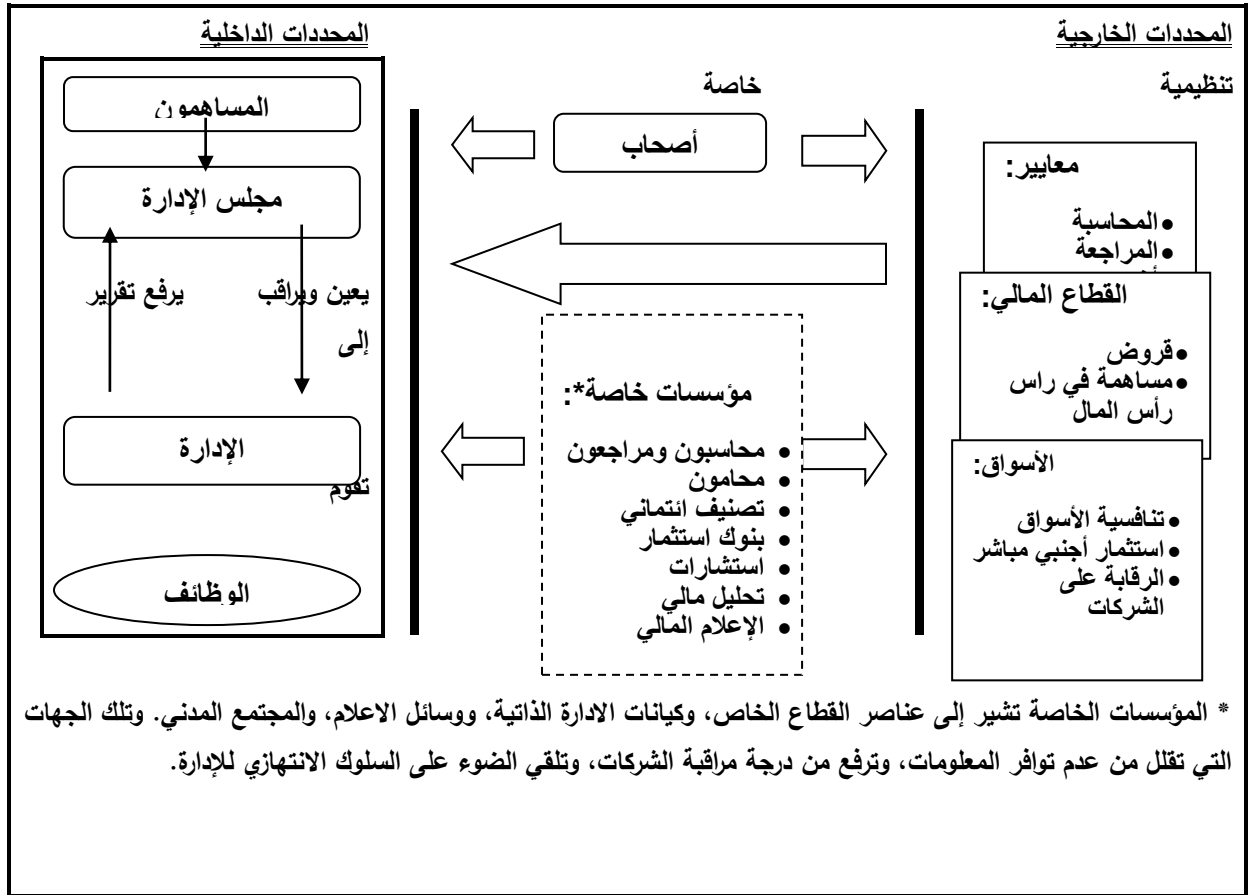 المحددات الخارجية
المحددات الداخلية
تنظيمية
خاصة
معايير:
•المحاسبة
•المراجعة
القطاع المالي:
•قروض
•مساهمة في راس
رأس المال
الأسواق:
•تنافسية الأسواق
•استثمار أجنبي مباشر
•الرقابة على
الشركات
أصحاب
مؤسسات خاصة*:
• محاسبون ومراجعون
• محامون
• تصنيف ائتماني
• بنوك استثمار
• استشارات
• تحليل مالي
• الإعلام المالي
المساهمون
مجلس الإدارة
يعين ويراقب يرفع تقرير
إلى
الإدارة
تقوم
الوظائف
* المؤسسات الخاصة تشير إلى عناصر القطاع الخاص، وكيانات الادارة الذاتية، ووسائل الاعلام، والمجتمع المدني. وتلك الجهات
التي تقلل من عدم توافر المعلومات، وترفع من درجة مراقبة الشركات، وتلقي الضوء على السلوك الانتهازي للإدارة.